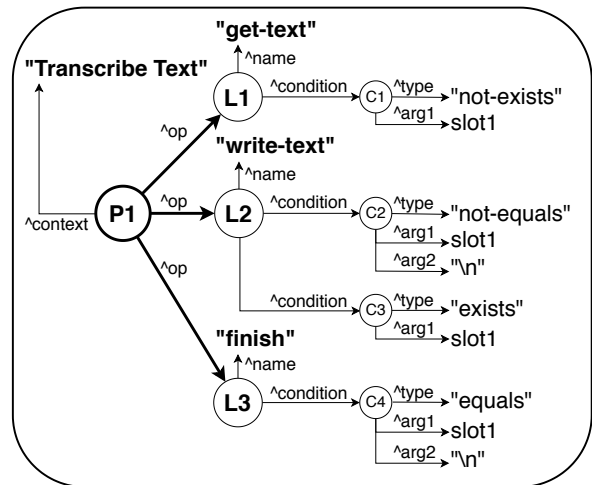 "get-text"
^name
"Transcribe Text"
L1
^condition
C1
^type
"not-exists"
^arg1
slot1
^op
"write-text"
^name
^context
P1
^op
L2
^condition
C2
^type
"not-equals"
^arg1
slot1
^arg2
"\n"
^op
^condition
C3
^type
"exists"
^arg1
slot1
"finish"
^name
L3
^condition
C4
^type
"equals"
^arg1
slot1
^arg2
"\n"